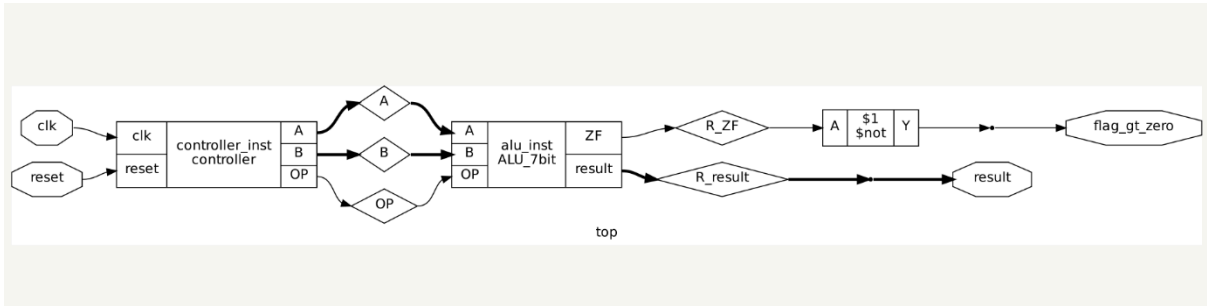 clk
reset
clk
reset
controller_inst
controller
A
B
OP
A
B
OP
A
B
OP
alu_inst
ALU_7bit
ZF
result
R_ZF
R_result
A
$1
$not
Y
flag_gt_zero
result
top